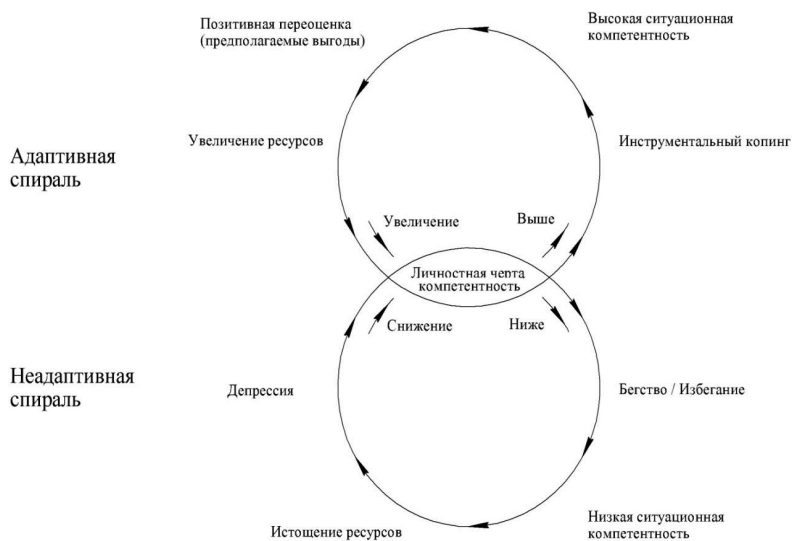 Позитивная переоценка
(предполагаемые выгоды)
Высокая ситуационная
компетентность
Увеличение ресурсов
Инструментальный копинг
Адаптивная
спираль
Увеличение
Выше
Личностная черта
компетентность
Снижение
Ниже
Неадаптивная
спираль
Депрессия
Бегство / Избегание
Истощение ресурсов
Низкая ситуационная
компетентность